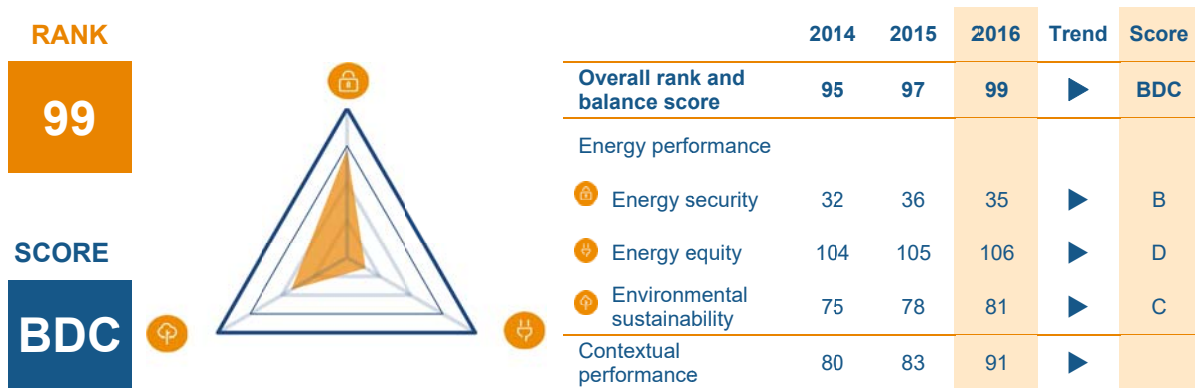 RANK
99
SCORE
BDC
2014 2015 2016 Trend Score
Overall rank and
balance score 95 97 99 BDC
Energy performance
Energy security 32 36 35 B
Energy equity 104 105 106 D
Environmental
sustainability 75 78 81 C
Contextual
performance 80 83 91